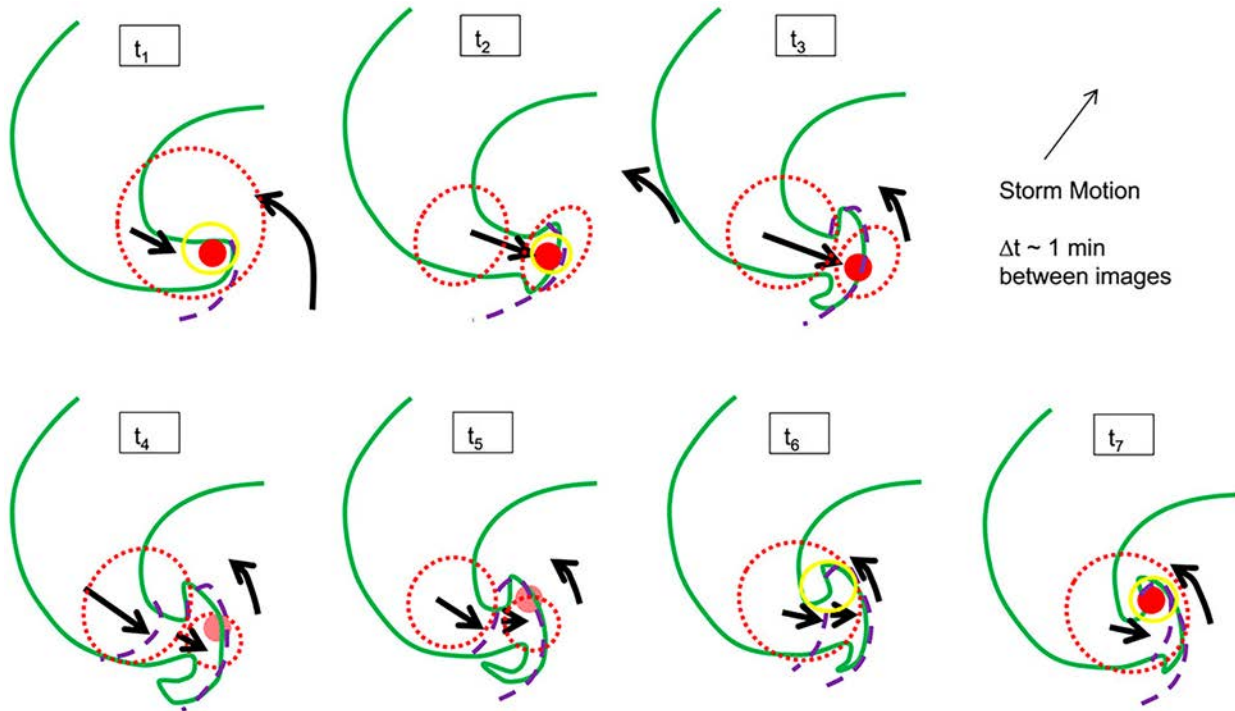 t₁
t₂
t₃
Storm Motion
Δt ~ 1 min
between images
t₄
t₅
t₆
t₇